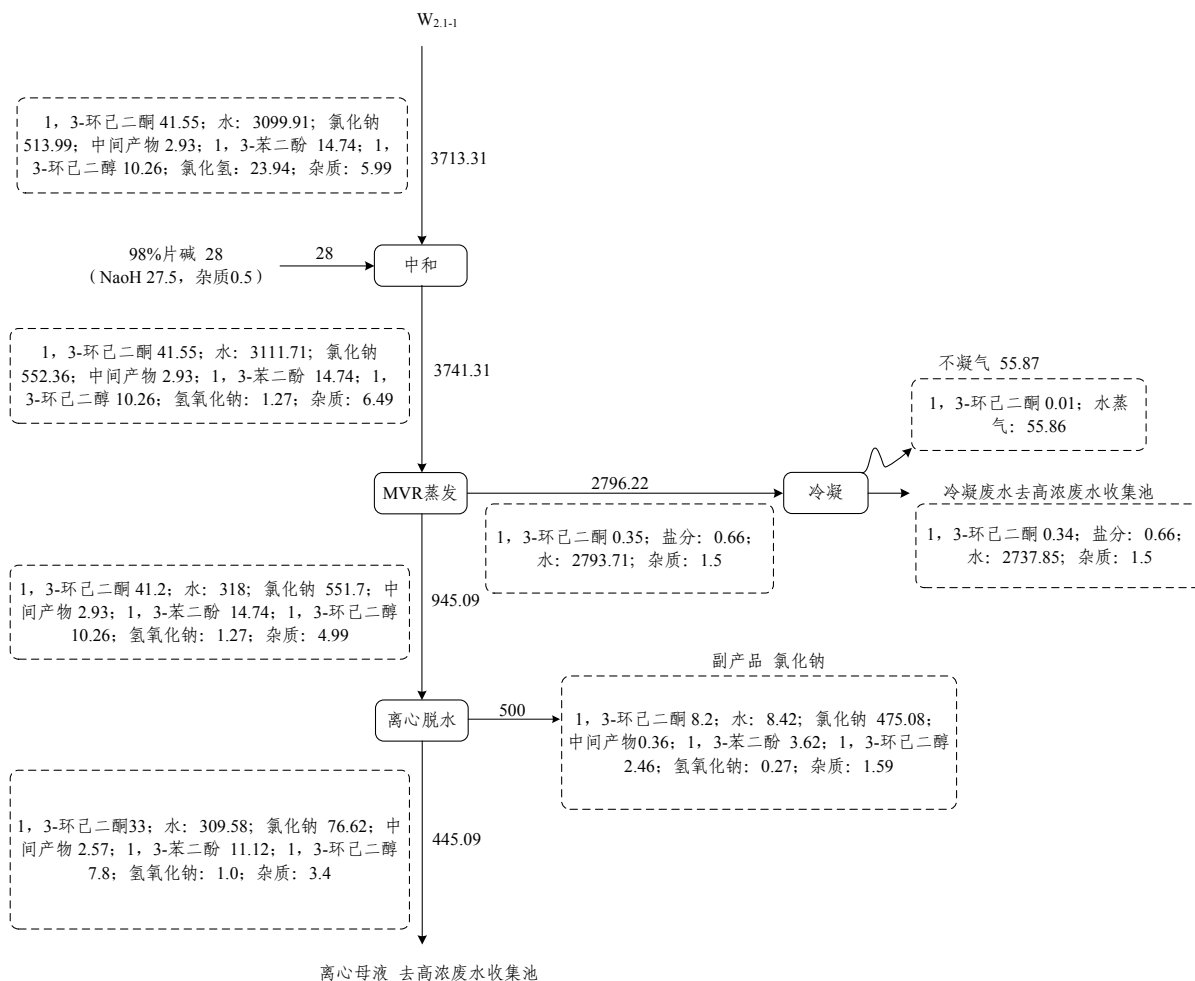 W2.1-1
1，3-环己二酮 41.55；水：3099.91；氯化钠
513.99；中间产物 2.93；1，3-苯二酚 14.74；1，
3-环己二醇 10.26；氯化氢：23.94；杂质：5.99
3713.31
98%片碱 28
（NaoH 27.5，杂质0.5）
28
中和
1，3-环己二酮 41.55；水：3111.71；氯化钠
552.36；中间产物 2.93；1，3-苯二酚 14.74；1，
3-环己二醇 10.26；氢氧化钠：1.27；杂质：6.49
3741.31
不凝气 55.87
1，3-环己二酮 0.01；水蒸
气：55.86
MVR蒸发
2796.22
冷凝
冷凝废水去高浓废水收集池
1，3-环己二酮 0.35；盐分：0.66；
水：2793.71；杂质：1.5
1，3-环己二酮 0.34；盐分：0.66；
水：2737.85；杂质：1.5
1，3-环己二酮 41.2；水：318；氯化钠 551.7；中
间产物 2.93；1，3-苯二酚 14.74；1，3-环己二醇
10.26；氢氧化钠：1.27；杂质：4.99
945.09
离心脱水
500
副产品 氯化钠
1，3-环己二酮 8.2；水：8.42；氯化钠 475.08；
中间产物0.36；1，3-苯二酚 3.62；1，3-环己二醇
2.46；氢氧化钠：0.27；杂质：1.59
1，3-环己二酮33；水：309.58；氯化钠 76.62；中
间产物 2.57；1，3-苯二酚 11.12；1，3-环己二醇
7.8；氢氧化钠：1.0；杂质：3.4
445.09
离心母液 去高浓废水收集池